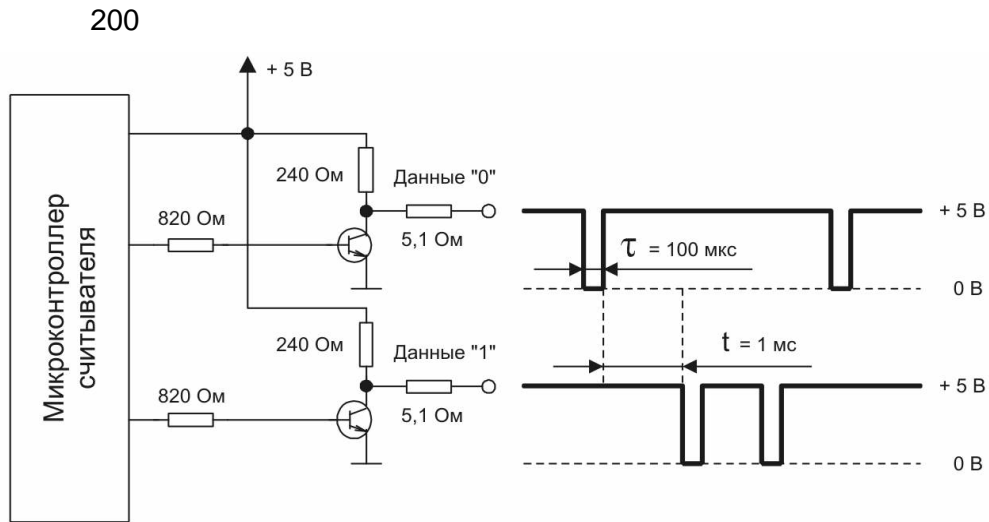 200
+ 5 В
240 Ом
Данные "0"
820 Ом
5,1 Ом
+ 5 В
τ = 100 мкс
0 В
Микроконтроллер
считывателя
240 Ом
Данные "1"
t = 1 мс
820 Ом
5,1 Ом
+ 5 В
0 В